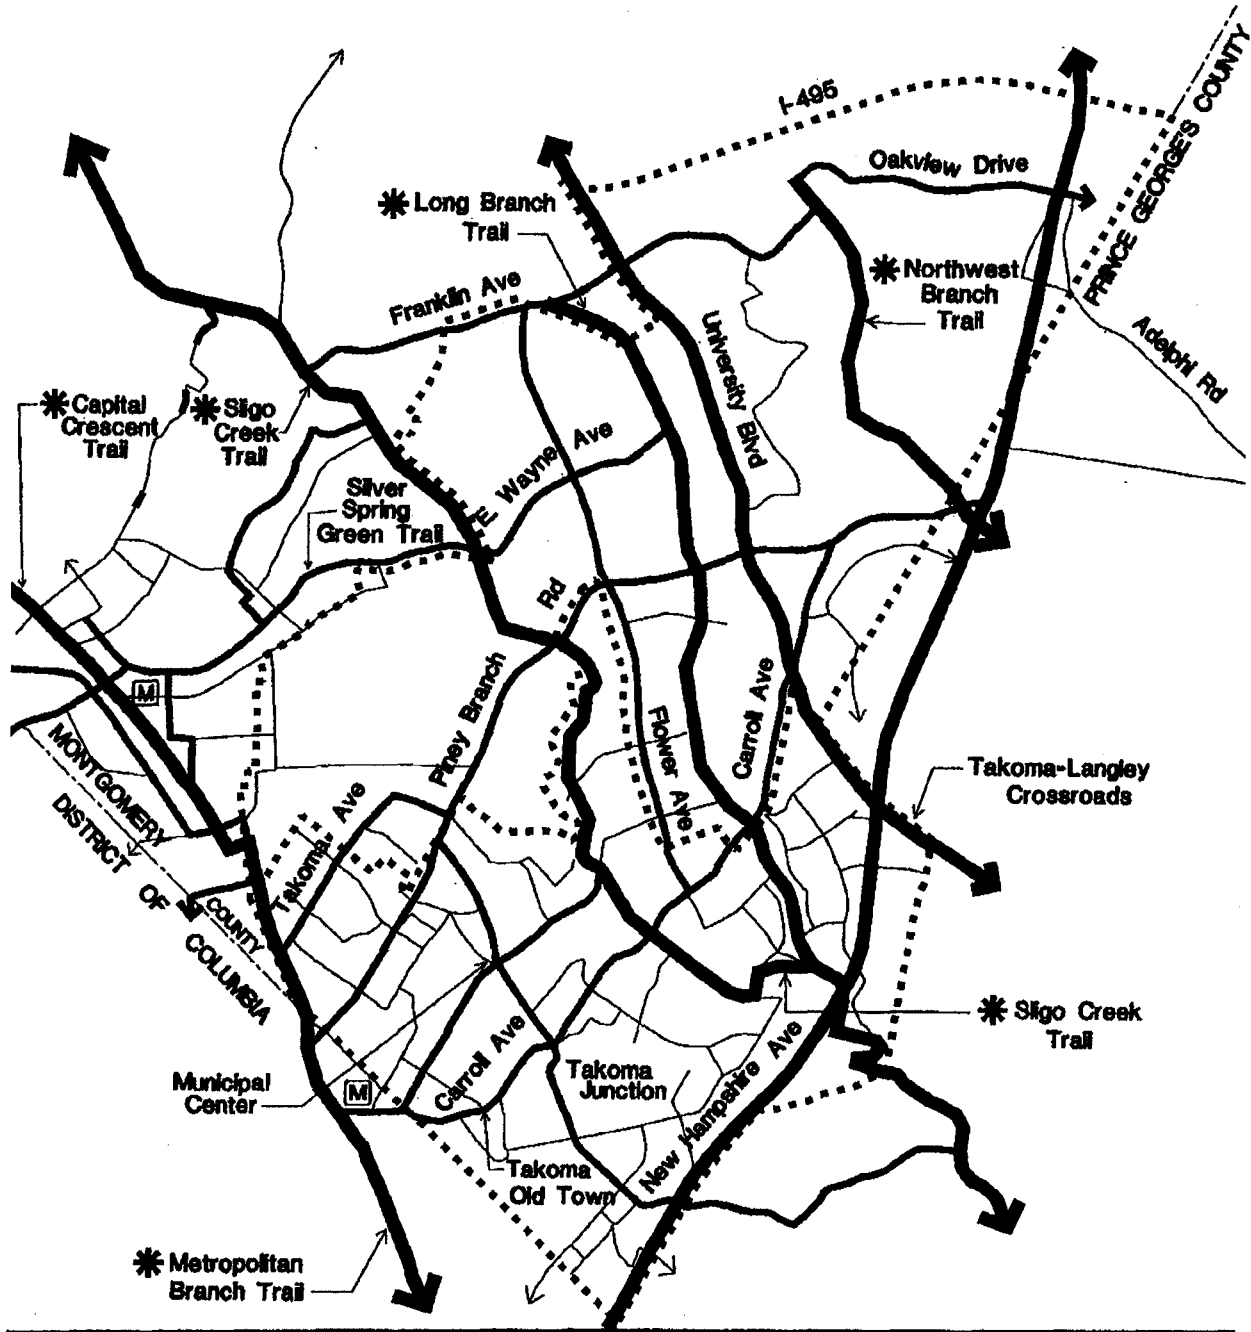 I-495
PRINCE GEORGE'S COUNTY
Oakview Drive
Long Branch
Trail
Northwest
Branch
Trail
Franklin Ave
Adelphi Rd
University Blvd
Capital
Crescent
Trail
Sligo
Creek
Trail
E Wayne Ave
Silver
Spring
Green Trail
Piney Branch Rd
M
Flower Ave
Carroll Ave
MONTGOMERY COUNTY
DISTRICT OF COLUMBIA
Takoma-Langley
Crossroads
Takoma Ave
Sligo Creek
Trail
Carroll Ave
Takoma
Junction
New Hampshire Ave
Municipal
Center
M
Takoma
Old Town
Metropolitan
Branch Trail